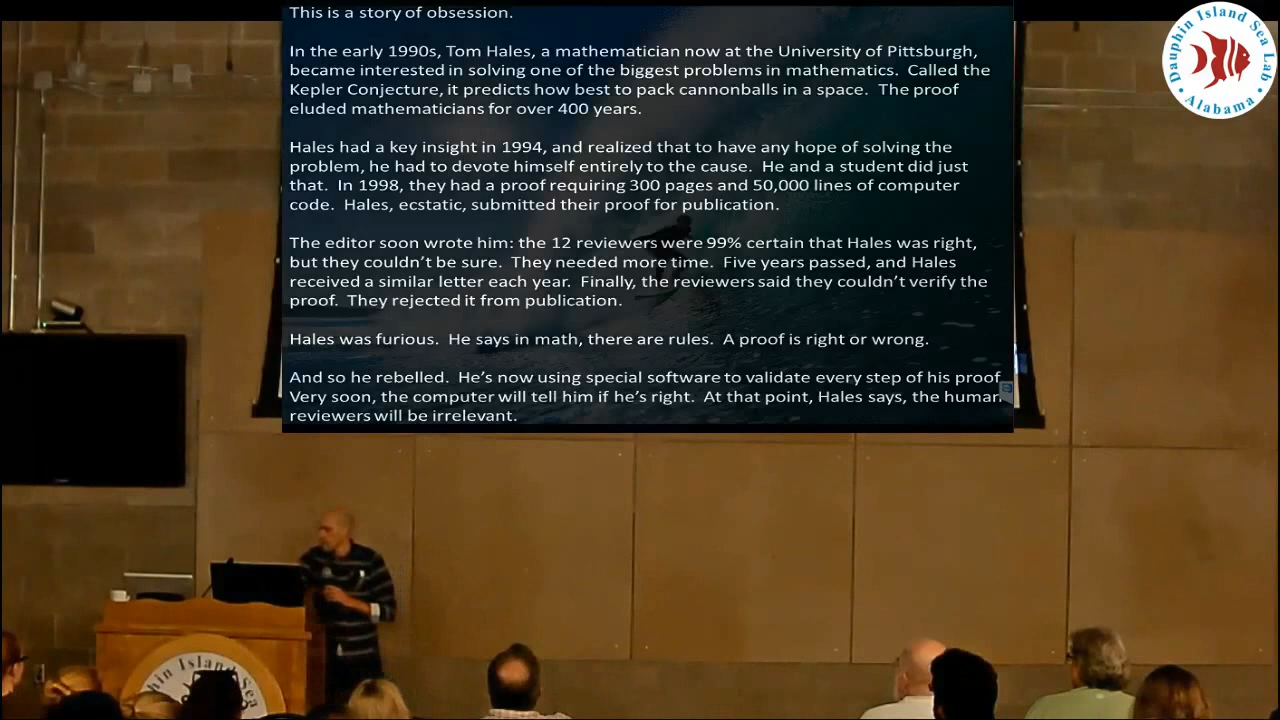 This is a story of obsession.
In the early 1990s, Tom Hales, a mathematician now at the University of Pittsburgh,
became interested in solving one of the biggest problems in mathematics.  Called the
Kepler Conjecture, it predicts how best to pack cannonballs in a space.  The proof
eluded mathematicians for over 400 years.
Hales had a key insight in 1994, and realized that to have any hope of solving the
problem, he had to devote himself entirely to the cause.  He and a student did just
that.  In 1998, they had a proof requiring 300 pages and 50,000 lines of computer
code.  Hales, ecstatic, submitted their proof for publication.
The editor soon wrote him: the 12 reviewers were 99% certain that Hales was right,
but they couldn't be sure.  They needed more time.  Five years passed, and Hales
received a similar letter each year.  Finally, the reviewers said they couldn't verify the
proof.  They rejected it from publication.
Hales was furious.  He says in math, there are rules.  A proof is right or wrong.
And so he rebelled.  He's now using special software to validate every step of his proof
Very soon, the computer will tell him if he's right.  At that point, Hales says, the human
reviewers will be irrelevant.
Dauphin Island Sea Lab
Alabama
Island Sea